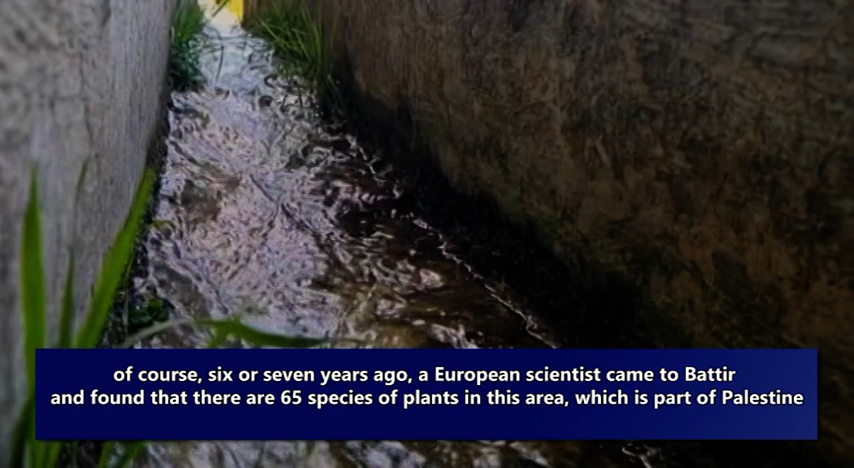 of course, six or seven years ago, a European scientist came to Battir
and found that there are 65 species of plants in this area, which is part of Palestine